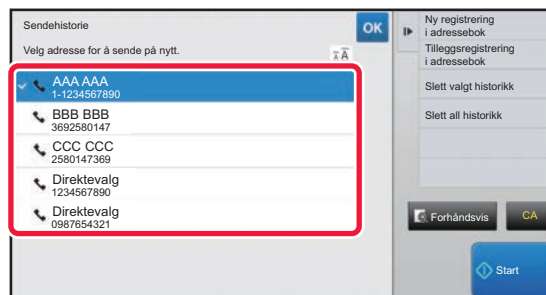 Sendehistorie
OK
Velg adresse for å sende på nytt.
AAA AAA
1-1234567890
BBB BBB
3692580147
CCC CCC
2580147369
Direktevalg
1234567890
Direktevalg
0987654321
Ny registrering
i adressebok
Tilleggsregistrering
i adressebok
Slett valgt historikk
Slett all historikk
Forhåndsvis
CA
Start